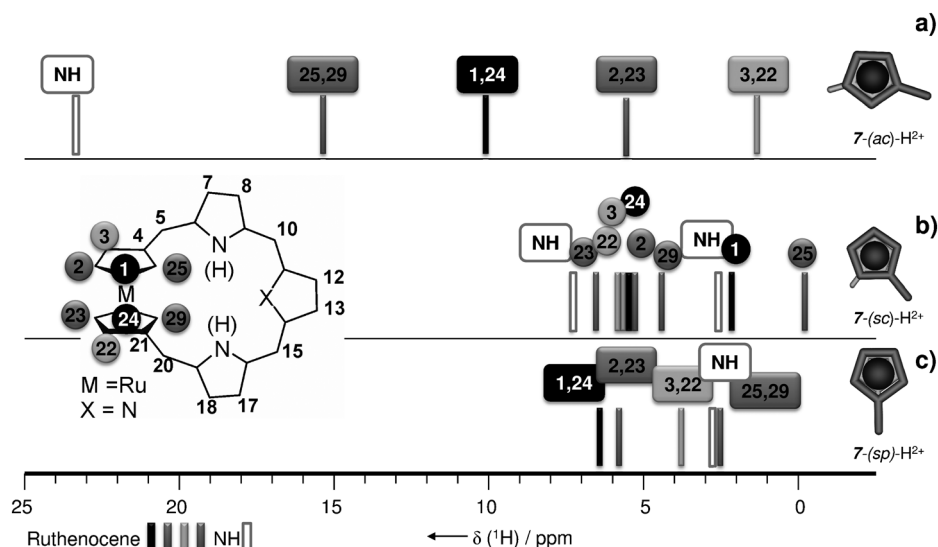 a)
NH 25,29 1,24 2,23 3,22
7-(ac)-H2+
b)
7 8
5 10
3 4
N
(H)
2 1 25
12
M
X
13
23 24 29
(H)
N
22 21
20 15
18 17
M =Ru
X = N
NH 23 22 3 24 2 29 NH 1 25
7-(sc)-H2+
c)
1,24 2,23 3,22 NH 25,29
7-(sp)-H2+
25 20 15 10 5 0
Ruthenocene NH
δ (1H) / ppm